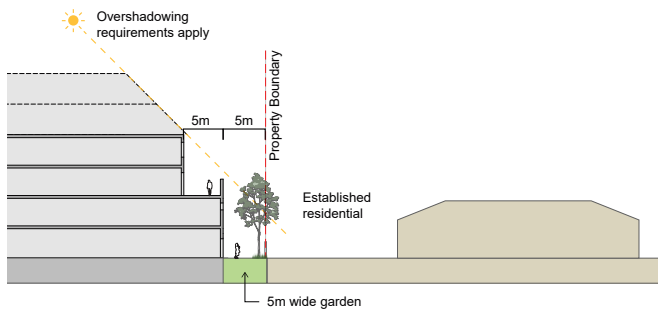 Overshadowing
requirements apply
5m
5m
Property Boundary
Established
residential
5m wide garden